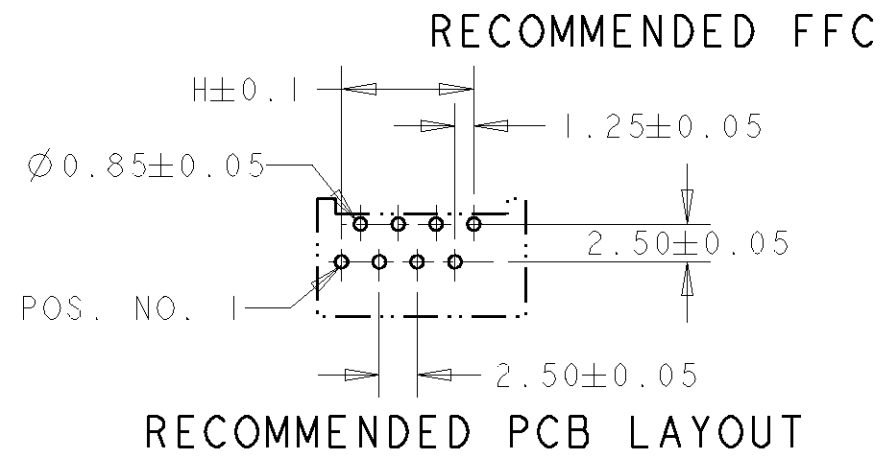 RECOMMENDED FFC
H±0.1
1.25±0.05
Ø0.85±0.05
2.50±0.05
POS. NO. 1
2.50±0.05
RECOMMENDED PCB LAYOUT